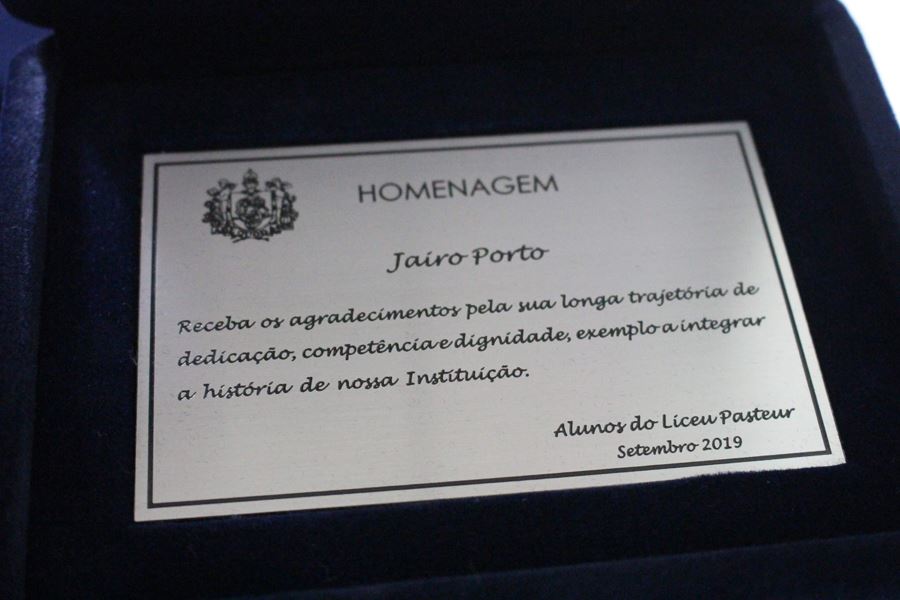 HOMENAGEM
Jairo Porto
Receba os agradecimentos pela sua longa trajetória de
dedicação, competência e dignidade, exemplo a integrar
a história de nossa Instituição.
Alunos do Liceu Pasteur
Setembro 2019